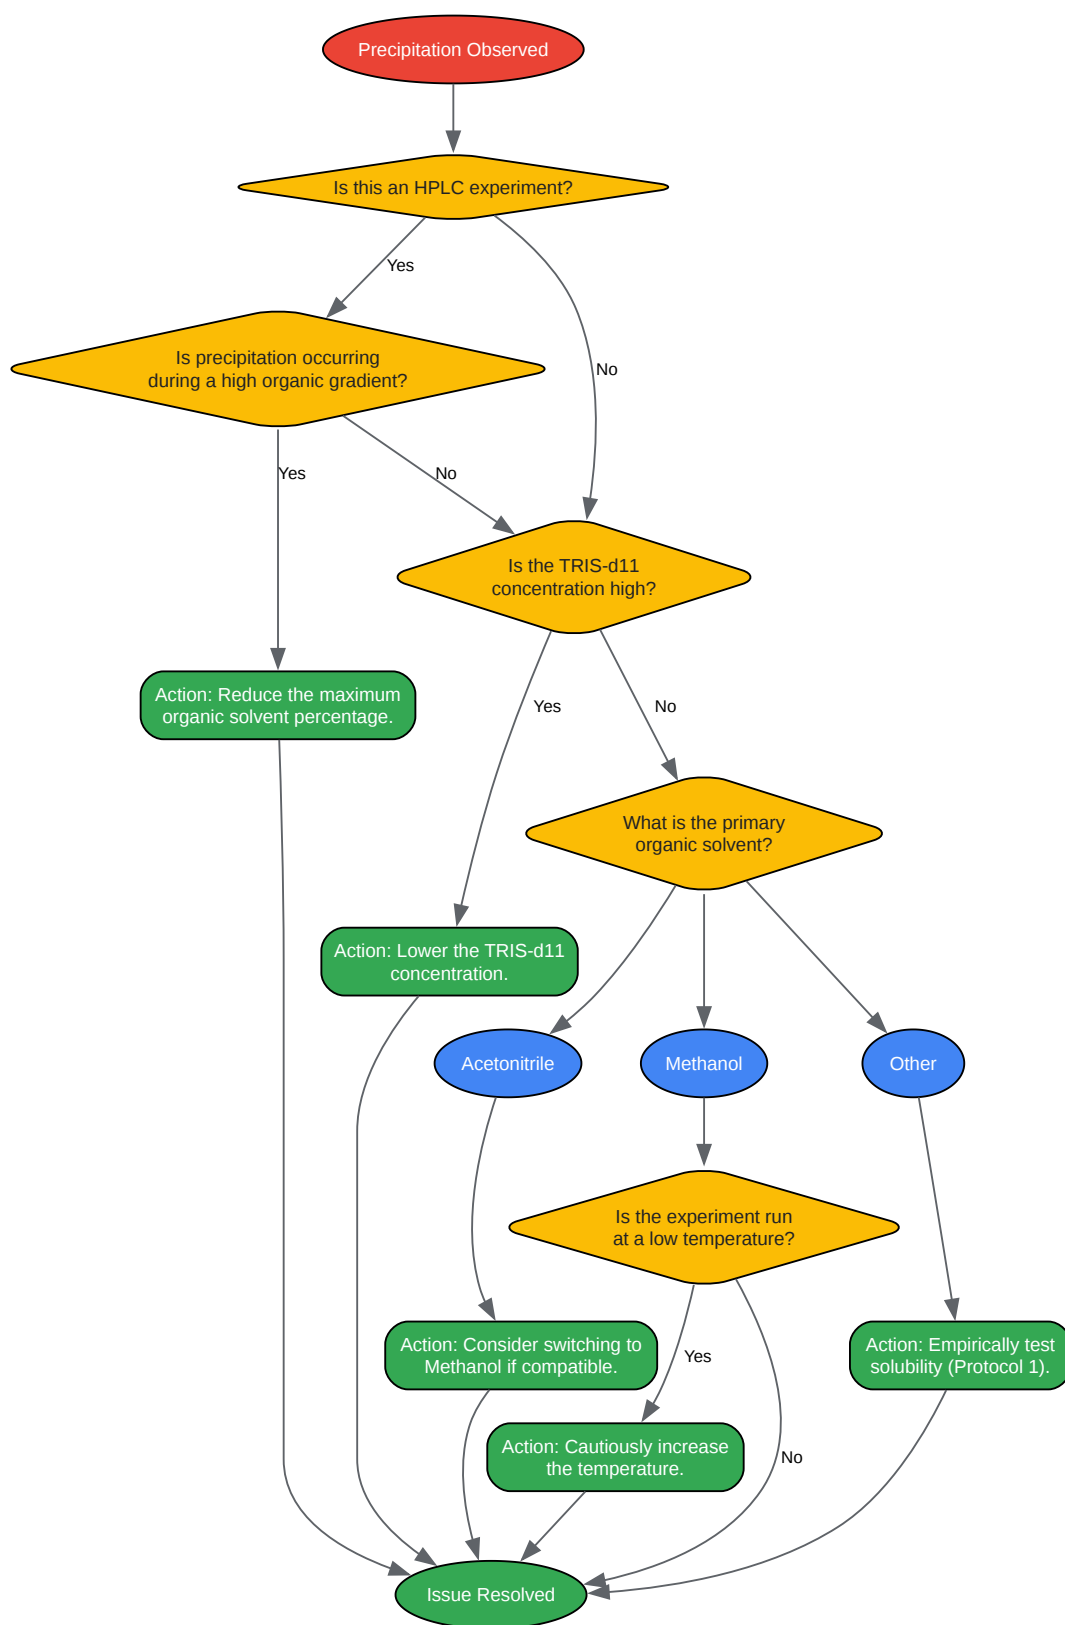 Precipitation Observed
Is this an HPLC experiment?
Yes
Is precipitation occurring
during a high organic gradient?
No
Yes
No
Is the TRIS-d11
concentration high?
Action: Reduce the maximum
organic solvent percentage.
Yes
No
What is the primary
organic solvent?
Action: Lower the TRIS-d11
concentration.
Acetonitrile
Methanol
Other
Is the experiment run
at a low temperature?
Action: Consider switching to
Methanol if compatible.
Yes
Action: Empirically test
solubility (Protocol 1).
Action: Cautiously increase
the temperature.
No
Issue Resolved